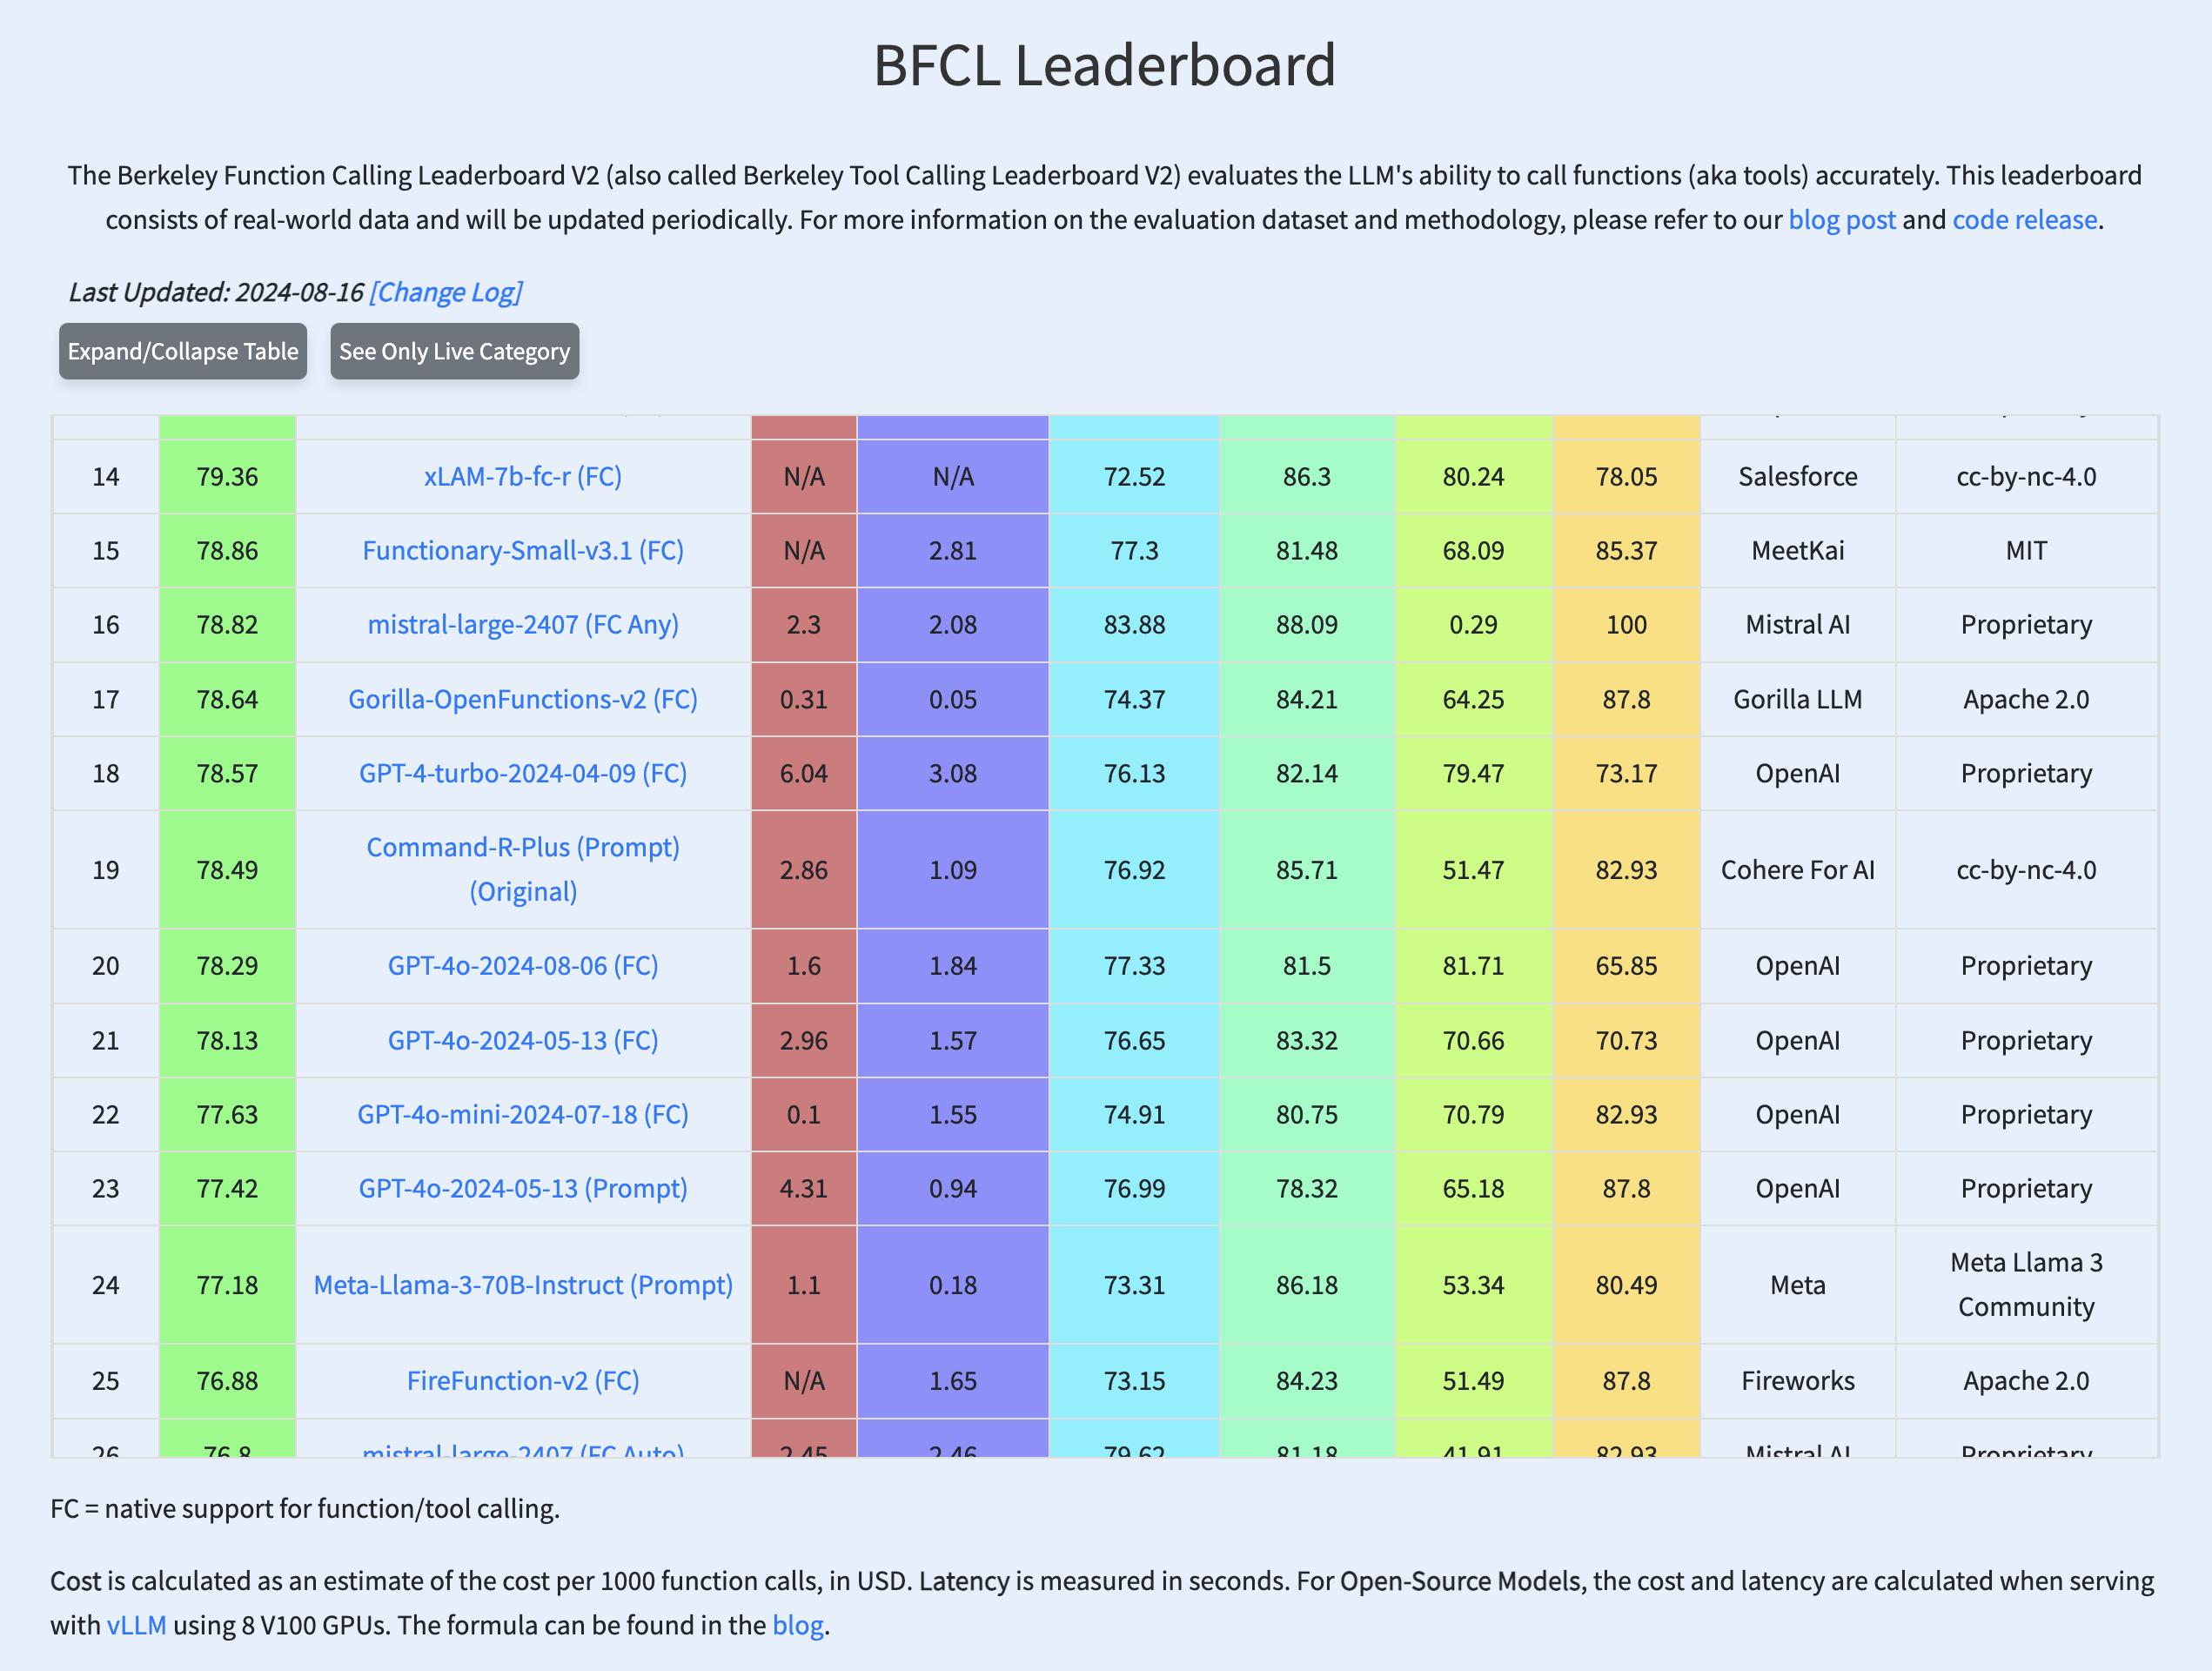 BFCL Leaderboard
The Berkeley Function Calling Leaderboard V2 (also called Berkeley Tool Calling Leaderboard V2) evaluates the LLM's ability to call functions (aka tools) accurately. This leaderboard
consists of real-world data and will be updated periodically. For more information on the evaluation dataset and methodology, please refer to our blog post and code release.
Last Updated: 2024-08-16 [Change Log]
Expand/Collapse Table See Only Live Category
14 79.36 xLAM-7b-fc-r (FC) N/A N/A 72.52 86.3 80.24 78.05 Salesforce cc-by-nc-4.0
15 78.86 Functionary-Small-v3.1 (FC) N/A 2.81 77.3 81.48 68.09 85.37 MeetKai MIT
16 78.82 mistral-large-2407 (FC Any) 2.3 2.08 83.88 88.09 0.29 100 Mistral AI Proprietary
17 78.64 Gorilla-OpenFunctions-v2 (FC) 0.31 0.05 74.37 84.21 64.25 87.8 Gorilla LLM Apache 2.0
18 78.57 GPT-4-turbo-2024-04-09 (FC) 6.04 3.08 76.13 82.14 79.47 73.17 OpenAI Proprietary
Command-R-Plus (Prompt)
19 78.49 (Original) 2.86 1.09 76.92 85.71 51.47 82.93 Cohere For AI cc-by-nc-4.0
20 78.29 GPT-4o-2024-08-06 (FC) 1.6 1.84 77.33 81.5 81.71 65.85 OpenAI Proprietary
21 78.13 GPT-4o-2024-05-13 (FC) 2.96 1.57 76.65 83.32 70.66 70.73 OpenAI Proprietary
22 77.63 GPT-4o-mini-2024-07-18 (FC) 0.1 1.55 74.91 80.75 70.79 82.93 OpenAI Proprietary
23 77.42 GPT-4o-2024-05-13 (Prompt) 4.31 0.94 76.99 78.32 65.18 87.8 OpenAI Proprietary
24 77.18 Meta-Llama-3-70B-Instruct (Prompt) 1.1 0.18 73.31 86.18 53.34 80.49 Meta Meta Llama 3
Community
25 76.88 FireFunction-v2 (FC) N/A 1.65 73.15 84.23 51.49 87.8 Fireworks Apache 2.0
26 76.8 mistral-large-2407 (FC Auto) 2.45 2.46 79.62 81.18 41.91 82.93 Mistral AI Proprietary
FC = native support for function/tool calling.
Cost is calculated as an estimate of the cost per 1000 function calls, in USD. Latency is measured in seconds. For Open-Source Models, the cost and latency are calculated when serving
with vLLM using 8 V100 GPUs. The formula can be found in the blog.